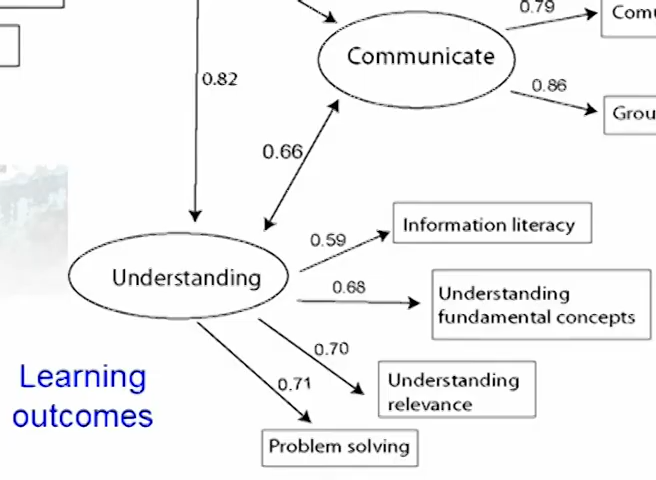 0.79
Communicate
0.82
0.86
0.66
Information literacy
0.59
Understanding
0.68
Understanding
fundamental concepts
0.70
Understanding
relevance
0.71
Learning
outcomes
Problem solving